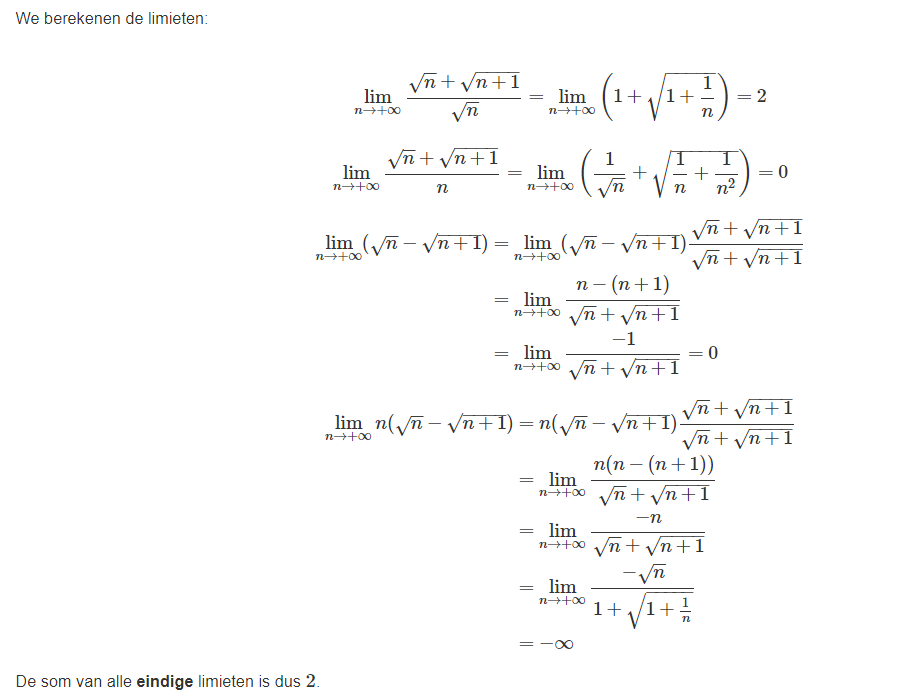 We berekenen de limieten:
$$\lim_{n\to+\infty} \frac{\sqrt{n}+\sqrt{n+1}}{\sqrt{n}} = \lim_{n\to+\infty} \left(1+\sqrt{1+\frac{1}{n}}\right) = 2$$
$$\lim_{n\to+\infty} \frac{\sqrt{n}+\sqrt{n+1}}{n} = \lim_{n\to+\infty} \left(\frac{1}{\sqrt{n}}+\sqrt{\frac{1}{n}+\frac{1}{n^2}}\right) = 0$$
$$\lim_{n\to+\infty} (\sqrt{n}-\sqrt{n+1}) = \lim_{n\to+\infty} (\sqrt{n}-\sqrt{n+1})\frac{\sqrt{n}+\sqrt{n+1}}{\sqrt{n}+\sqrt{n+1}}$$
$$= \lim_{n\to+\infty} \frac{n-(n+1)}{\sqrt{n}+\sqrt{n+1}}$$
$$= \lim_{n\to+\infty} \frac{-1}{\sqrt{n}+\sqrt{n+1}} = 0$$
$$\lim_{n\to+\infty} n(\sqrt{n}-\sqrt{n+1}) = n(\sqrt{n}-\sqrt{n+1})\frac{\sqrt{n}+\sqrt{n+1}}{\sqrt{n}+\sqrt{n+1}}$$
$$= \lim_{n\to+\infty} \frac{n(n-(n+1))}{\sqrt{n}+\sqrt{n+1}}$$
$$= \lim_{n\to+\infty} \frac{-n}{\sqrt{n}+\sqrt{n+1}}$$
$$= \lim_{n\to+\infty} \frac{-\sqrt{n}}{1+\sqrt{1+\frac{1}{n}}}$$
$$= -\infty$$
De som van alle eindige limieten is dus 2.